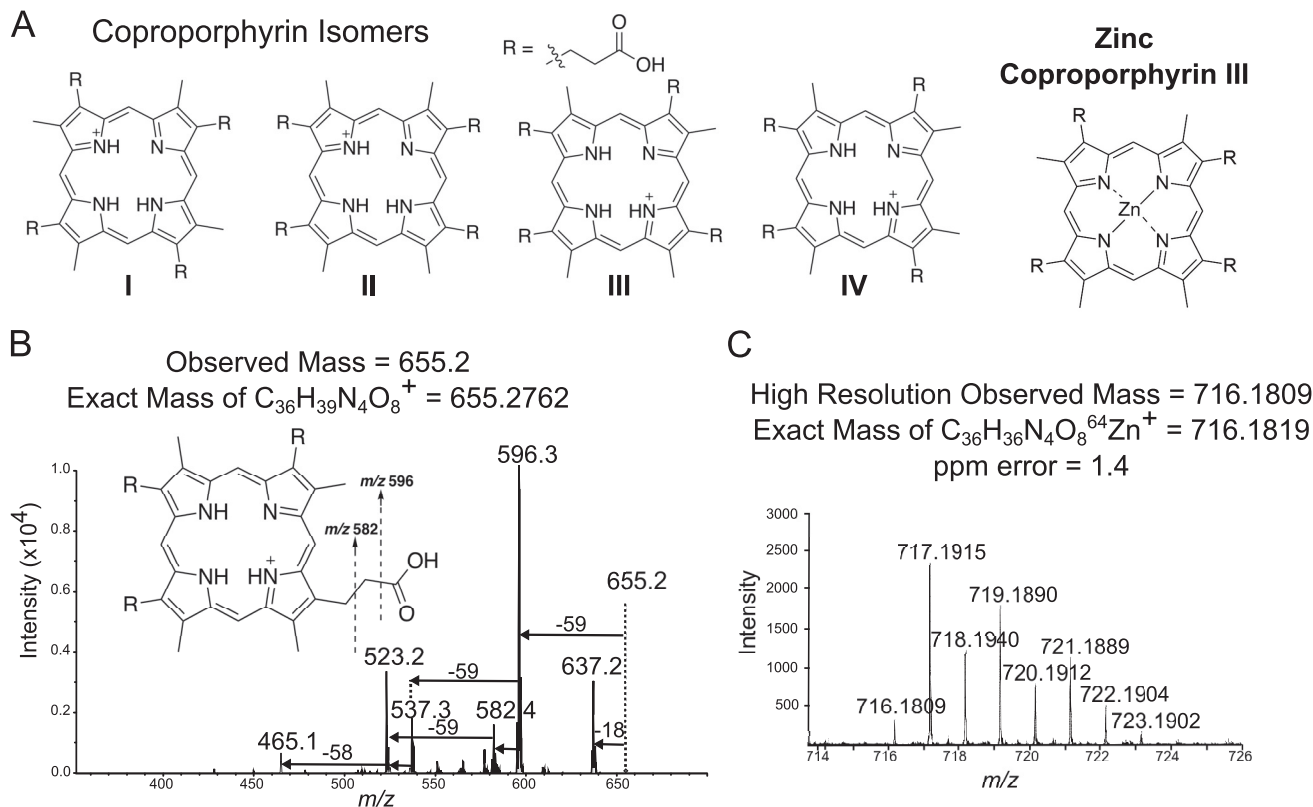 A
Coproporphyrin Isomers
R =
O
OH
Zinc
Coproporphyrin III
R
R
R
R
+
NH
N
NH
HN
I
R
R
R
R
+
NH
N
NH
HN
II
R
R
R
R
NH
N
NH
+
HN
III
R
R
R
R
NH
N
NH
+
HN
IV
R
R
R
R
N
N
Zn
N
N
B
Observed Mass = 655.2
Exact Mass of C36H39N4O8+ = 655.2762
Intensity (x10⁴)
1.0
0.8
0.6
0.4
0.2
0.0
R
R
R
NH
N
NH
+
HN
OH
O
m/z 596
m/z 582
596.3
655.2
-59
637.2
523.2
-59
537.3
582.4
-59
-18
465.1
-58
400
450
500
550
600
650
m/z
C
High Resolution Observed Mass = 716.1809
Exact Mass of C36H36N4O8⁶⁴Zn+ = 716.1819
ppm error = 1.4
Intensity
3000
2500
2000
1500
1000
500
717.1915
719.1890
718.1940
721.1889
720.1912
716.1809
722.1904
723.1902
714
716
718
720
722
724
726
m/z